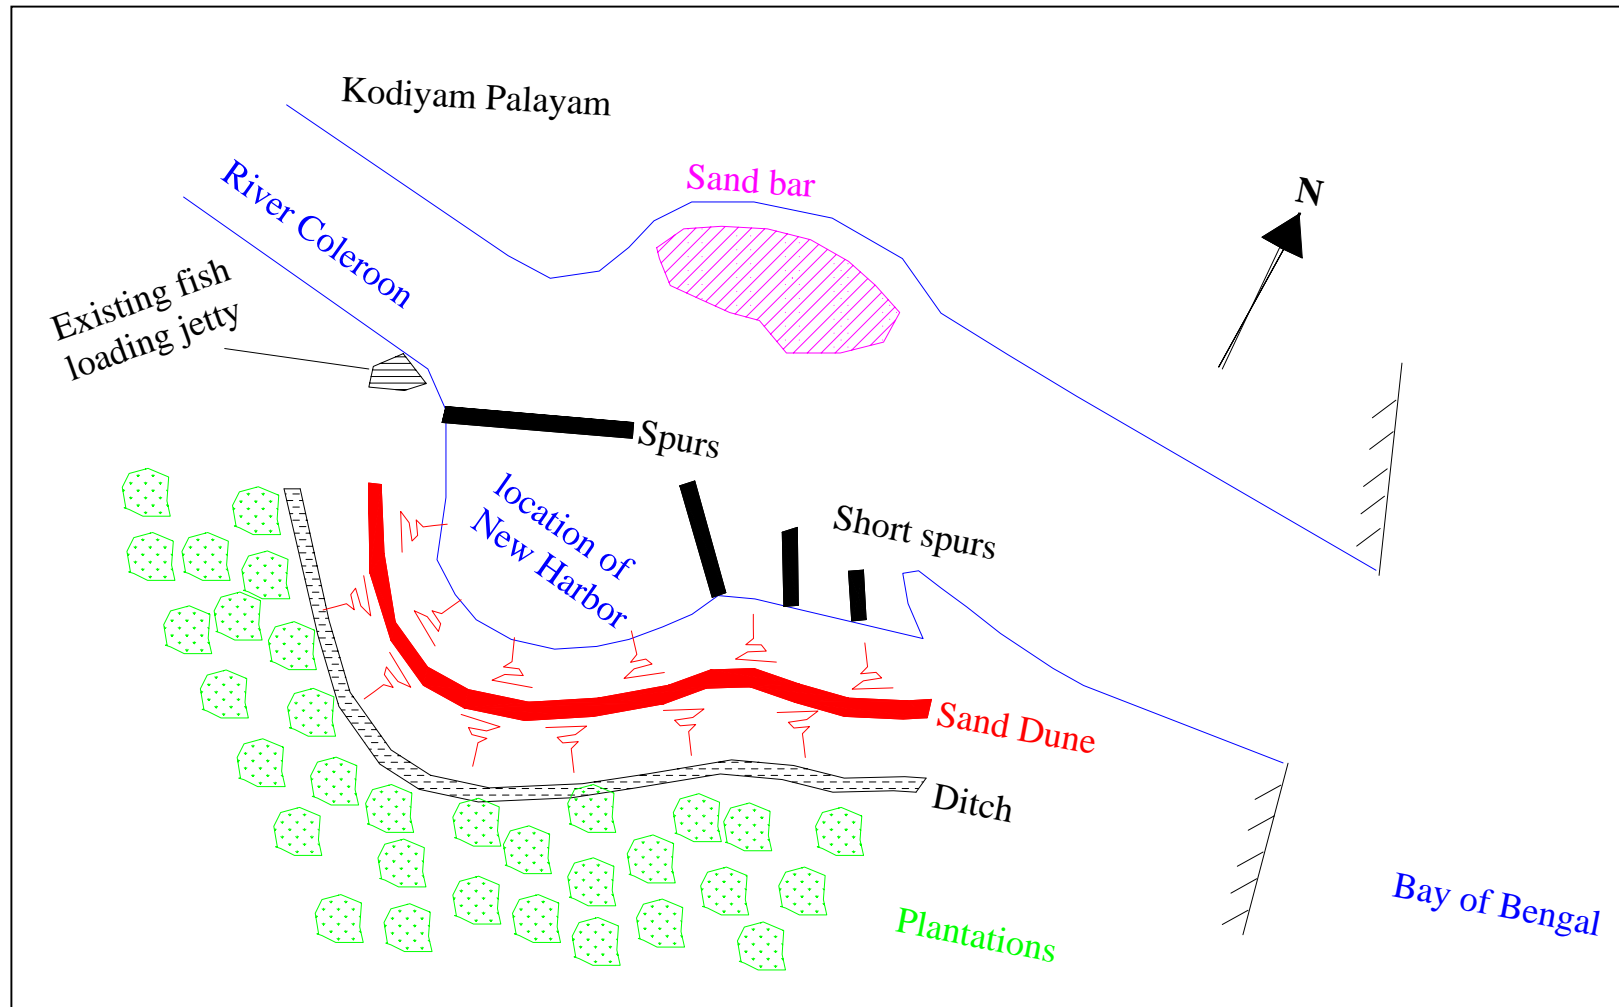 Kodiyam Palayam
Sand bar
N
River Coleroon
Existing fish
loading jetty
Spurs
location of
New Harbor
Short spurs
Sand Dune
Ditch
Bay of Bengal
Plantations